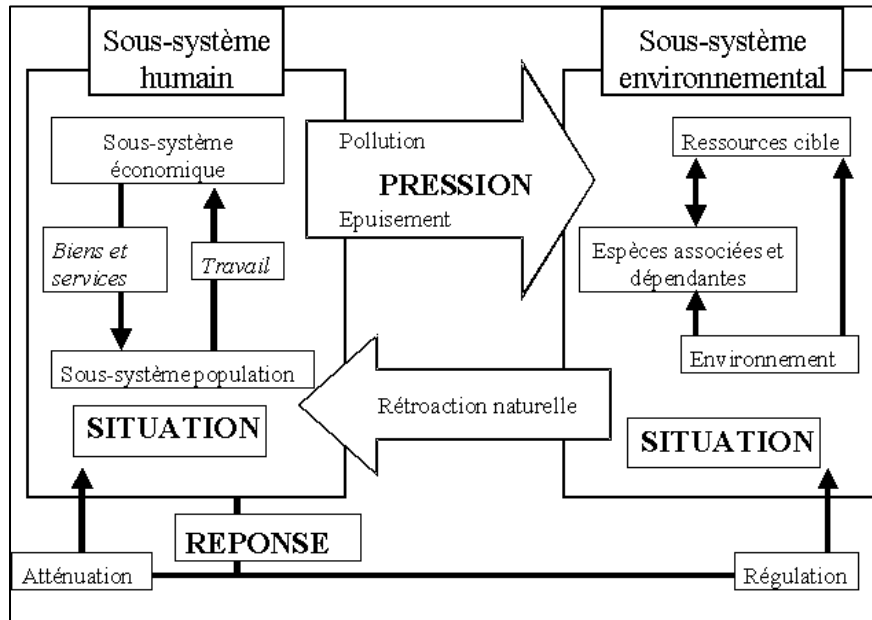 Sous-système
humain
Sous-système
économique
Biens et
services
Travail
Sous-système population
SITUATION
REPONSE
Atténuation
Pollution
PRESSION
Epuisement
Rétroaction naturelle
Sous-système
environnemental
Ressources cible
Espèces associées et
dépendantes
Environnement
SITUATION
Régulation